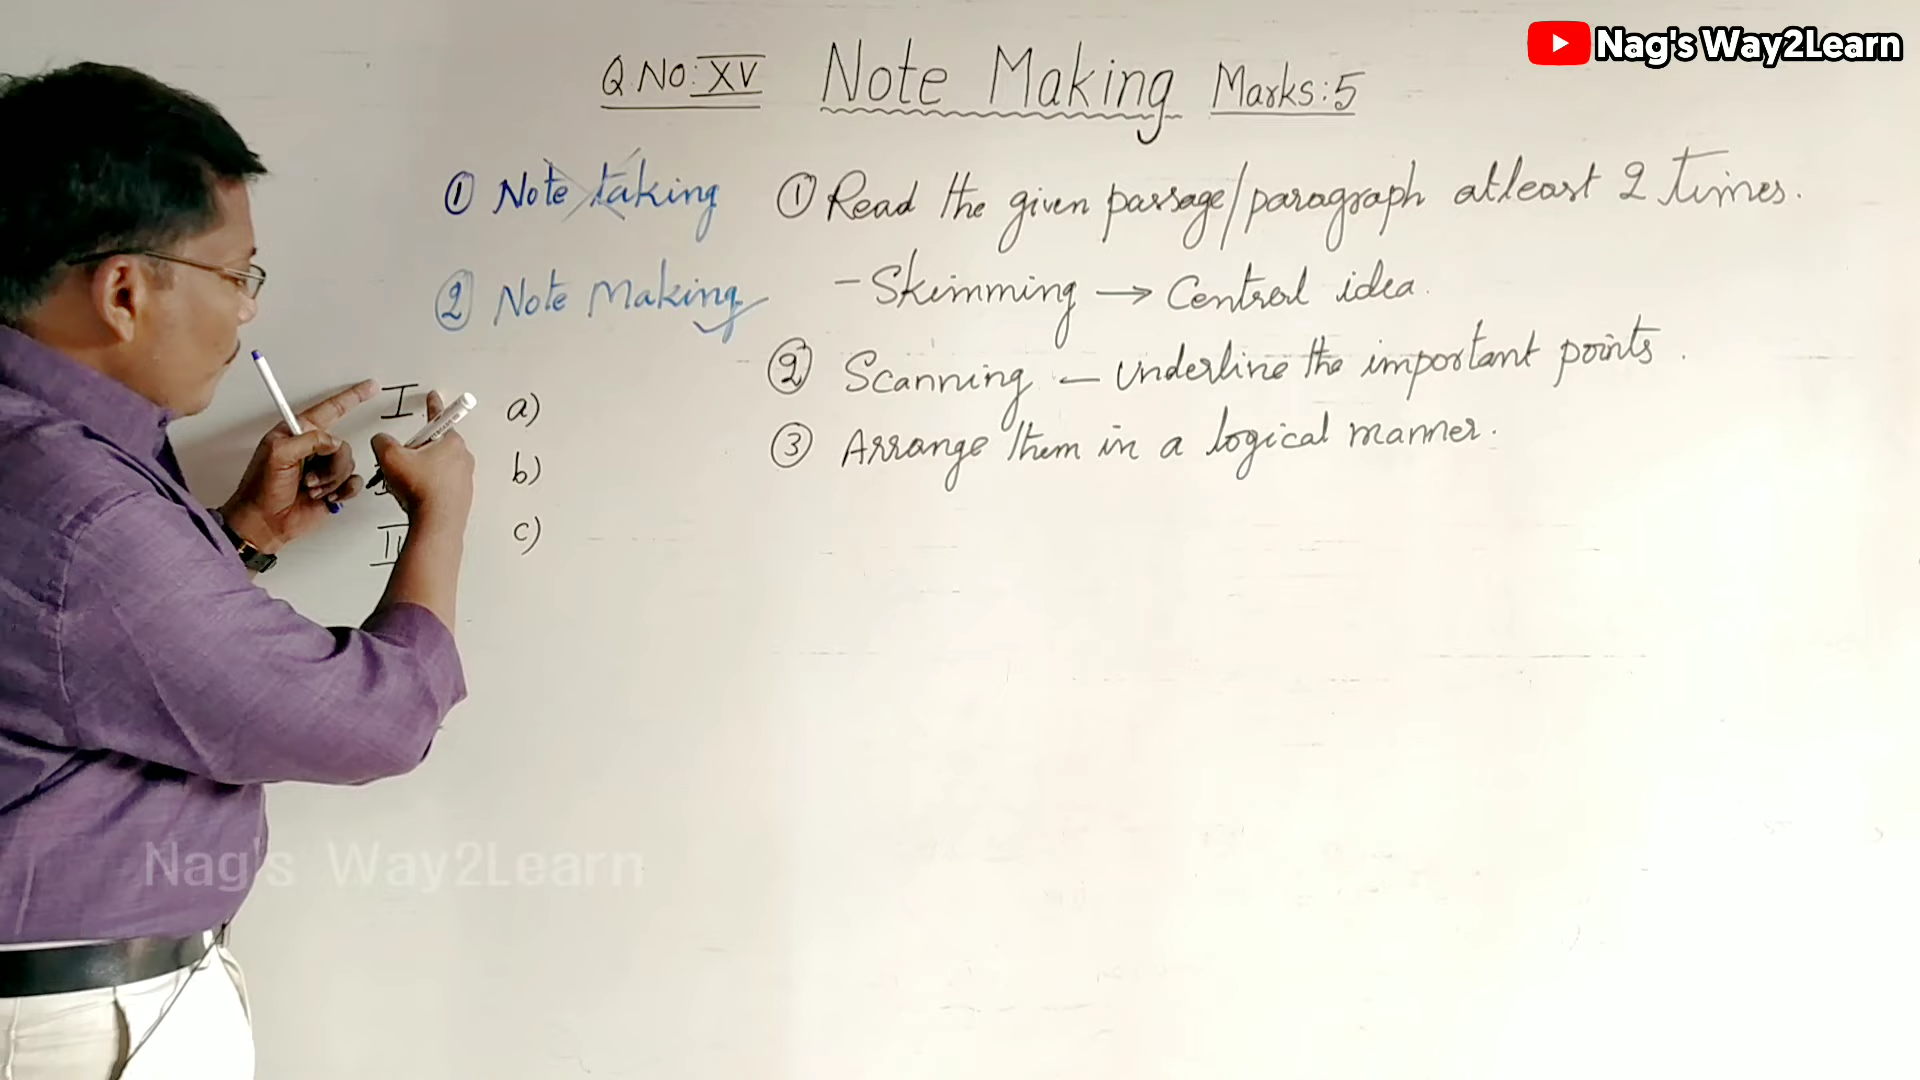 Nag's Way2Learn
Q.NO: XV Note Making Marks:5
① Note taking
② Note Making
① Read the given passage/paragraph atleast 2 times.
- Skimming → Central idea.
② Scanning - Underline the important points.
③ Arrange them in a logical manner.
I a)
b)
c)
Nag's Way2Learn